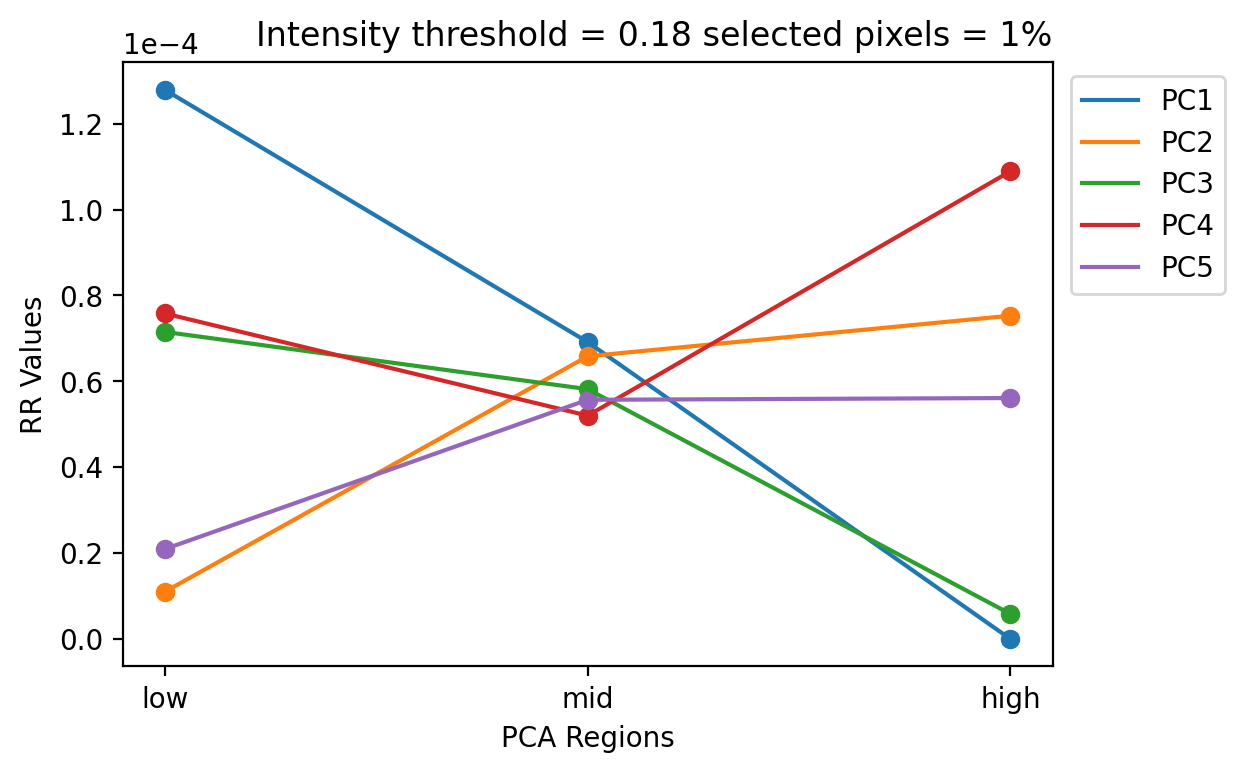 Intensity threshold = 0.18 selected pixels = 1%
1e−4
1.2
1.0
0.8
0.6
0.4
0.2
0.0
RR Values
low mid high
PCA Regions
PC1
PC2
PC3
PC4
PC5